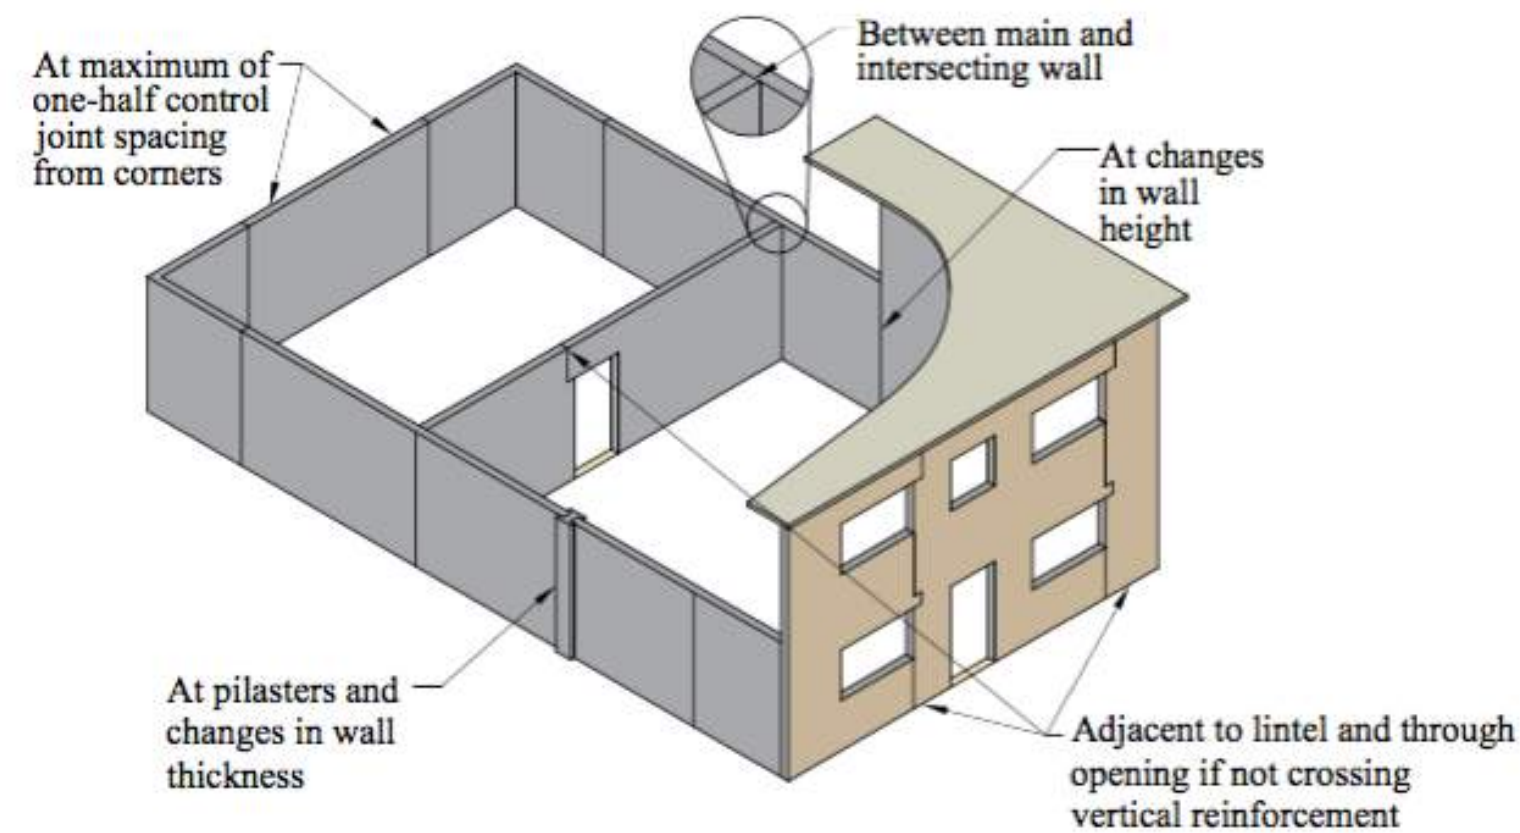 Between main and
intersecting wall
At maximum of
one-half control
joint spacing
from corners
At changes
in wall
height
At pilasters and
changes in wall
thickness
Adjacent to lintel and through
opening if not crossing
vertical reinforcement